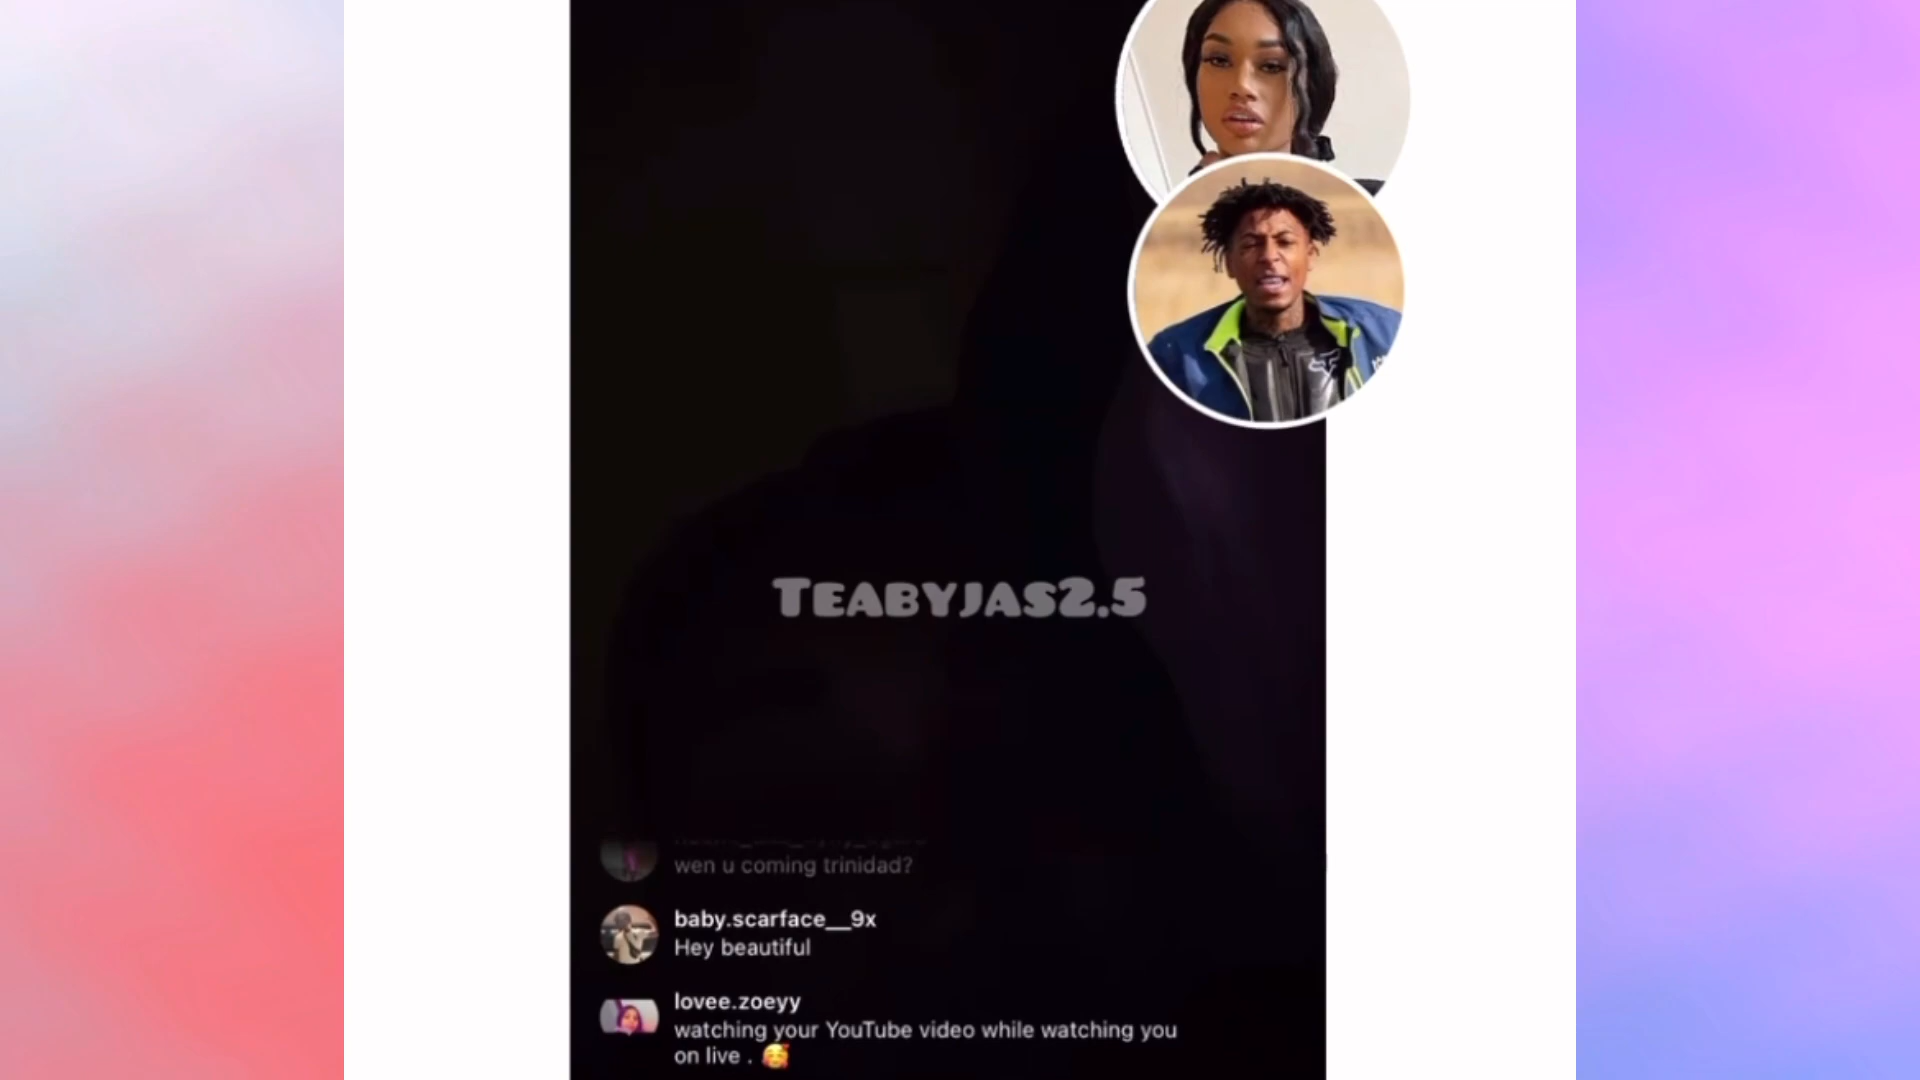 TEABYJAS2.5
wen u coming trinidad?
baby.scarface__9x
Hey beautiful
lovee.zoeyy
watching your YouTube video while watching you
on live . 🥰